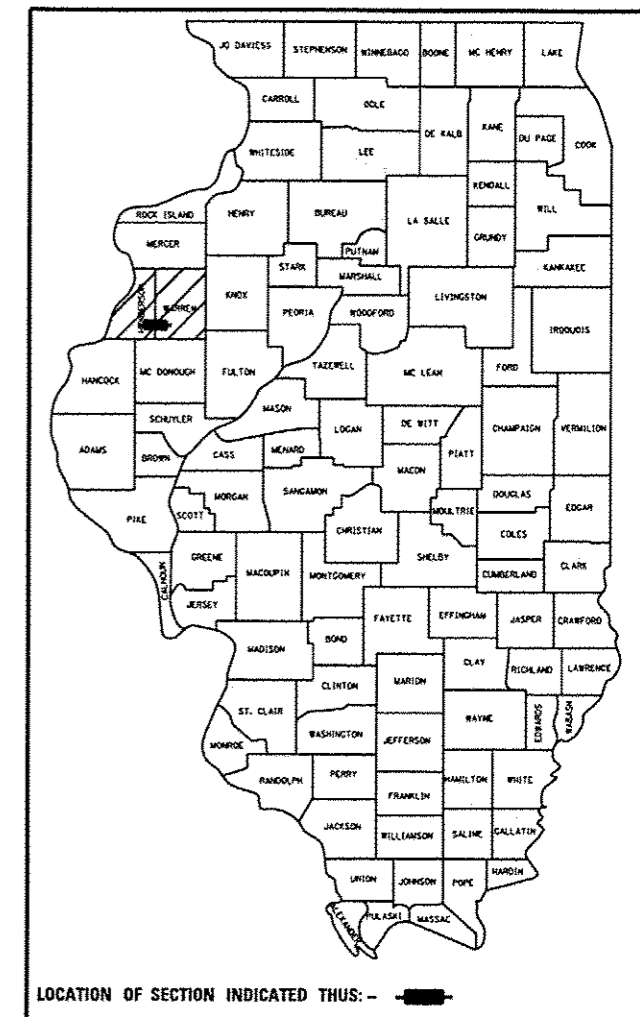 JO DAVIESS STEPHENSON WINNEBAGO BOONE MC HENRY LAKE
CARROLL OGLE DE KALB KANE DU PAGE COOK
WHITESIDE LEE KENDALL WILL
ROCK ISLAND HENRY BUREAU LA SALLE GRUNDY
MERCER PUTNAM KANKAKEE
STARK MARSHALL LIVINGSTON
HENDERSON WARREN KNOX PEORIA WOODFORD IROQUOIS
HANCOCK MC DONOUGH FULTON TAZEWELL MC LEAN FORD
SCHUYLER MASON LOGAN DE WITT CHAMPAIGN VERMILION
ADAMS BROWN CASS MENARD MACON PIATT
PIKE SCOTT MORGAN SANGAMON MOULTRIE DOUGLAS EDGAR
CHRISTIAN COLES
CALHOUN GREENE MACOUPIN MONTGOMERY SHELBY CUMBERLAND CLARK
JERSEY FAYETTE EFFINGHAM JASPER CRAWFORD
MADISON BOND CLAY RICHLAND LAWRENCE
CLINTON MARION
ST. CLAIR WASHINGTON WAYNE EDWARDS WABASH
MONROE JEFFERSON
RANDOLPH PERRY HAMILTON WHITE
FRANKLIN
JACKSON WILLIAMSON SALINE GALLATIN
UNION JOHNSON POPE HARDIN
ALEXANDER PULASKI MASSAC
LOCATION OF SECTION INDICATED THUS: -